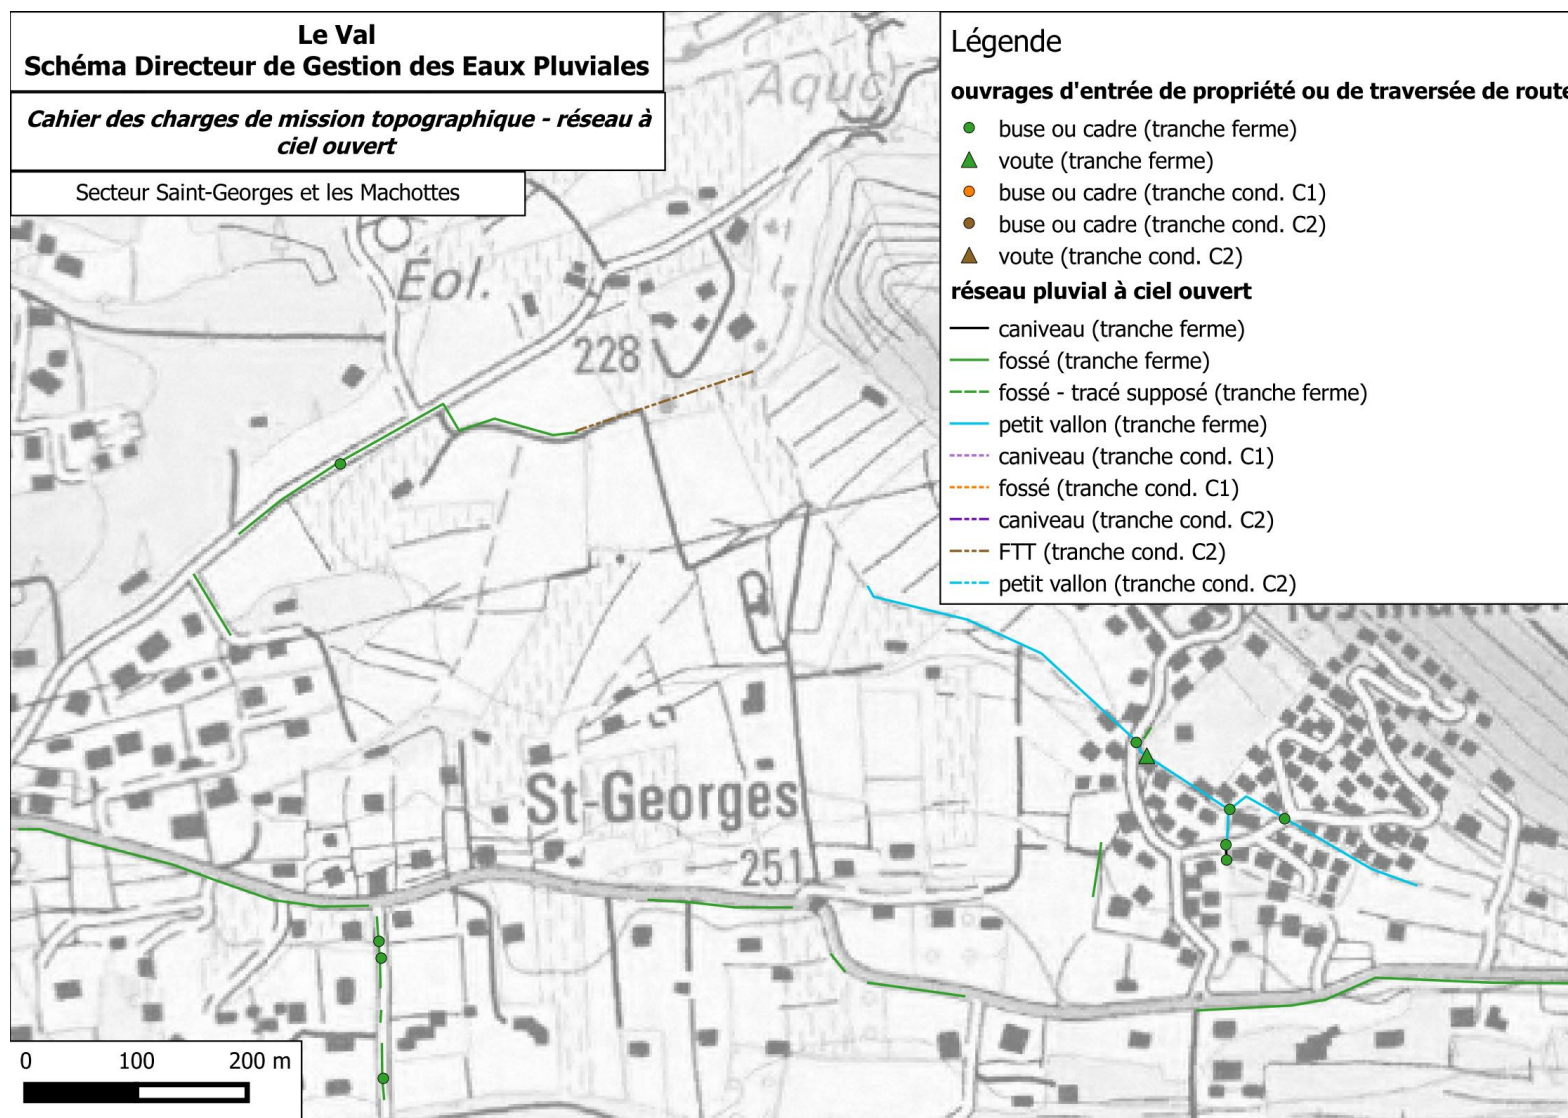 Le Val
Schéma Directeur de Gestion des Eaux Pluviales
Cahier des charges de mission topographique - réseau à
ciel ouvert
Secteur Saint-Georges et les Machottes
Légende
ouvrages d'entrée de propriété ou de traversée de route
buse ou cadre (tranche ferme)
voute (tranche ferme)
buse ou cadre (tranche cond. C1)
buse ou cadre (tranche cond. C2)
voute (tranche cond. C2)
réseau pluvial à ciel ouvert
caniveau (tranche ferme)
fossé (tranche ferme)
fossé - tracé supposé (tranche ferme)
petit vallon (tranche ferme)
caniveau (tranche cond. C1)
fossé (tranche cond. C1)
caniveau (tranche cond. C2)
FTT (tranche cond. C2)
petit vallon (tranche cond. C2)
Aqued
Éol.
228
St-Georges
251
0 100 200 m